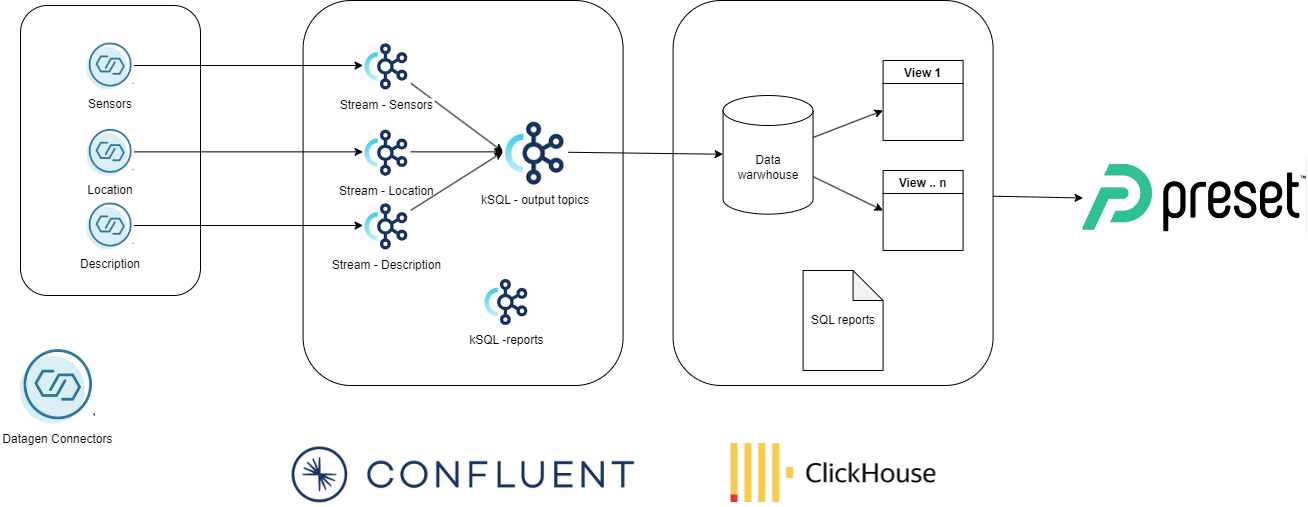 Sensors
Location
Description
Datagen Connectors
Stream - Sensors
Stream - Location
Stream - Description
kSQL - output topics
kSQL -reports
Data
warwhouse
View 1
View .. n
SQL reports
preset™
CONFLUENT
ClickHouse